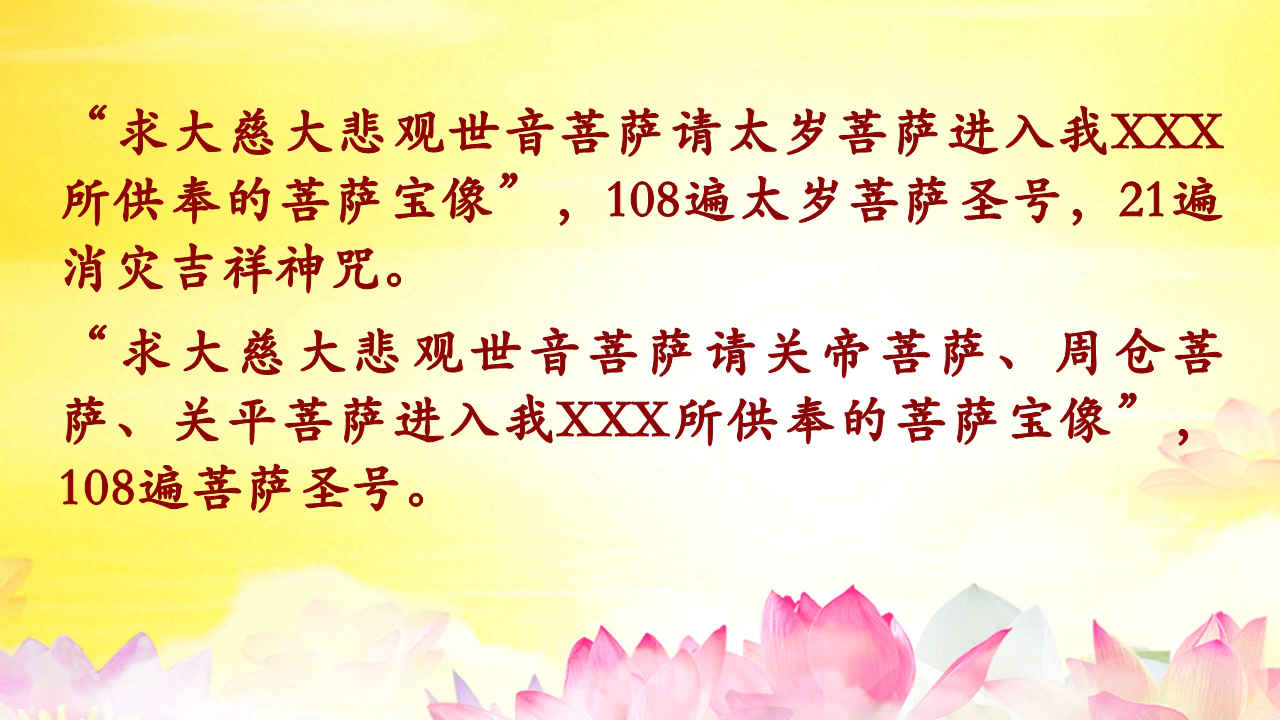 “求大慈大悲观世音菩萨请太岁菩萨进入我XXX
所供奉的菩萨宝像”，108遍太岁菩萨圣号，21遍
消灾吉祥神咒。
“求大慈大悲观世音菩萨请关帝菩萨、周仓菩
萨、关平菩萨进入我XXX所供奉的菩萨宝像”，
108遍菩萨圣号。